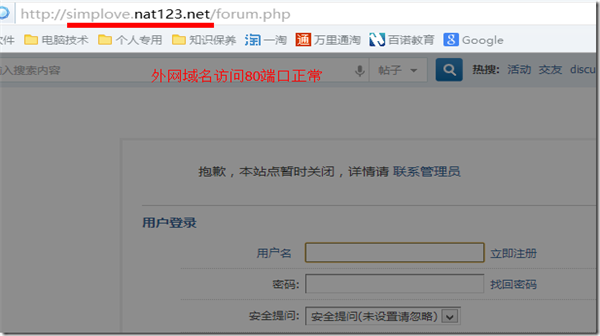 http://simplove.nat123.net/forum.php
软件 电脑技术 个人专用 知识保养 淘 一淘 万里通淘 百 百诺教育 8 Google
输入搜索内容 帖子 热搜: 活动 交友 discu
外网域名访问80端口正常
抱歉，本站点暂时关闭，详情请 联系管理员
用户登录
用户名 立即注册
密码: 找回密码
安全提问: 安全提问(未设置请忽略)